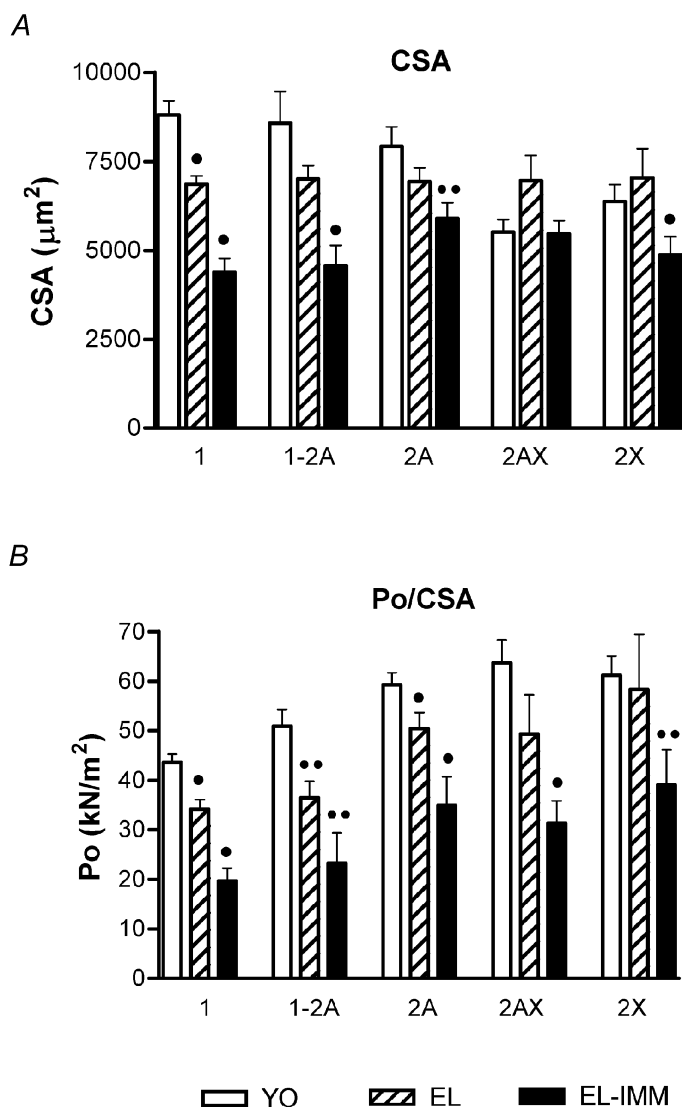 A
CSA
CSA (μm²)
10000
7500
5000
2500
0
1 1-2A 2A 2AX 2X
B
Po/CSA
Po (kN/m²)
70
60
50
40
30
20
10
0
1 1-2A 2A 2AX 2X
YO EL EL-IMM